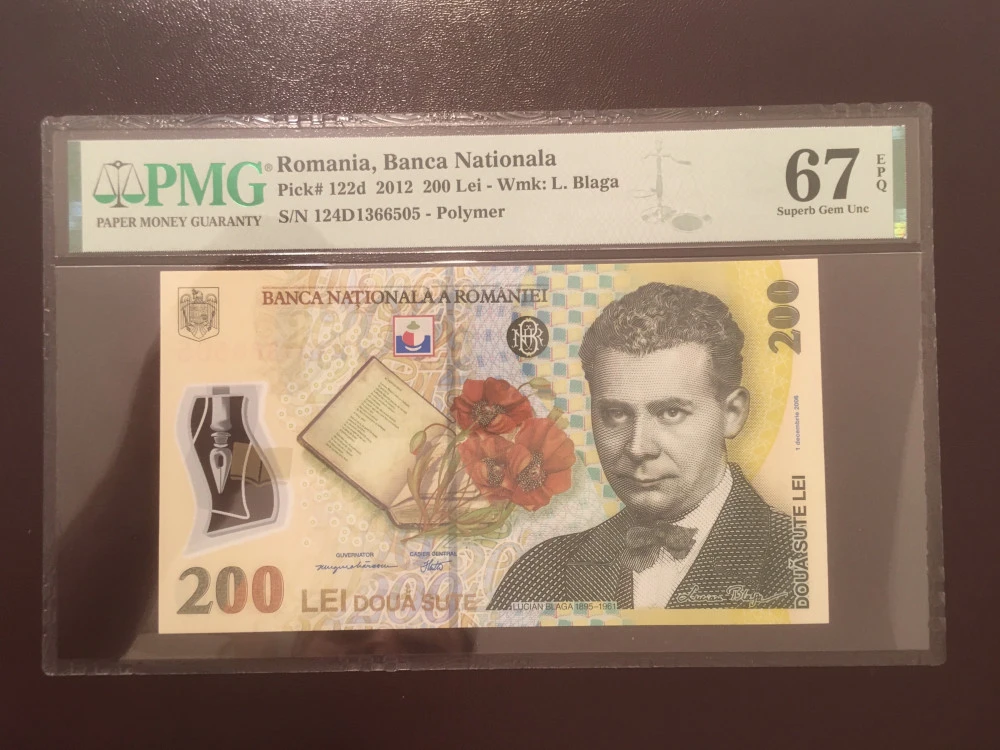 PMG®
PAPER MONEY GUARANTY
Romania, Banca Nationala
Pick# 122d 2012 200 Lei - Wmk: L. Blaga
S/N 124D1366505 - Polymer
67
EPQ
Superb Gem Unc
BANCA NAȚIONALA A ROMÂNIEI
200
1 decembrie 2006
DOUĂ SUTE LEI
GUVERNATOR
CASIER GENERAL
200
LEI DOUĂ SUTE
LUCIAN BLAGA 1895-1961